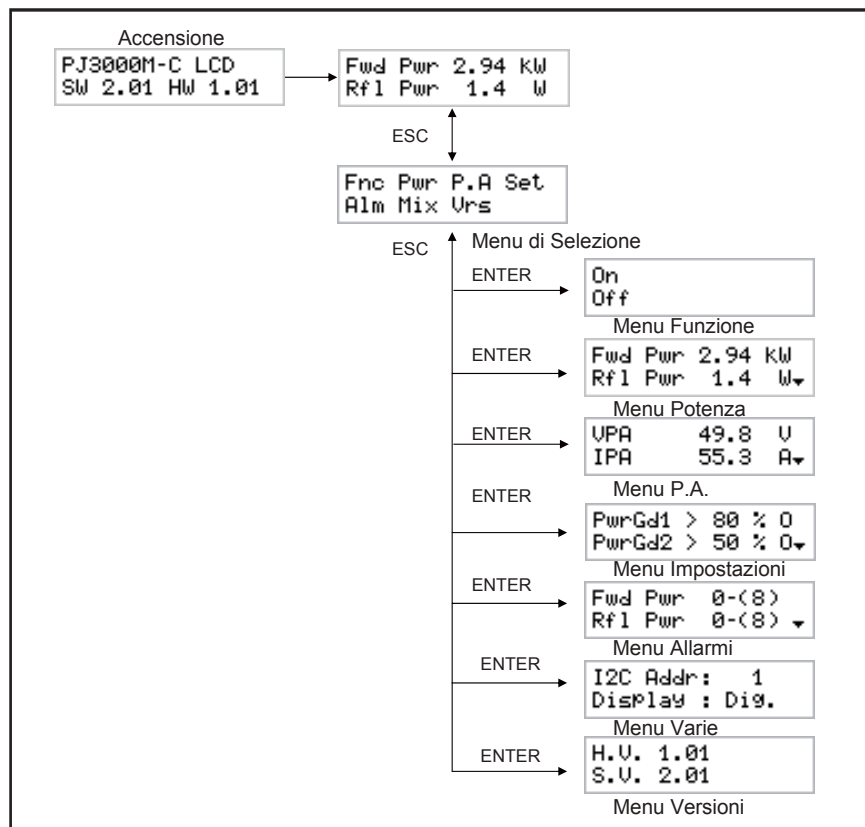 Accensione
PJ3000M-C LCD
SW 2.01 HW 1.01
Fwd Pwr 2.94 KW
Rfl Pwr 1.4 W
ESC
Fnc Pwr P.A Set
Alm Mix Vrs
ESC
Menu di Selezione
ENTER
On
Off
Menu Funzione
ENTER
Fwd Pwr 2.94 KW
Rfl Pwr 1.4 W
Menu Potenza
ENTER
VPA 49.8 V
IPA 55.3 A
Menu P.A.
ENTER
PwrGd1 > 80 % O
PwrGd2 > 50 % O
Menu Impostazioni
ENTER
Fwd Pwr 0-(8)
Rfl Pwr 0-(8)
Menu Allarmi
ENTER
I2C Addr: 1
Display : Dig.
Menu Varie
ENTER
H.V. 1.01
S.V. 2.01
Menu Versioni